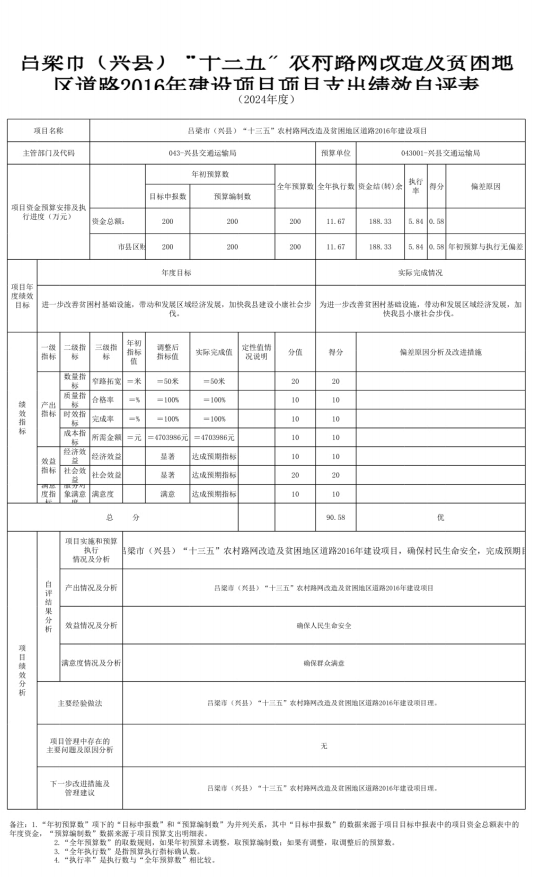 吕梁市（兴县）“十三五”农村路网改造及贫困地
区道路2016年建设项目项目支出绩效自评表
（2024年度）
项目名称 吕梁市（兴县）“十三五”农村路网改造及贫困地区道路2016年建设项目
主管部门及代码 043-兴县交通运输局 预算单位 043001-兴县交通运输局
项目资金预算安排及执行进度（万元） 年初预算数 全年预算数 全年执行数 资金结(转)余 执行率 得分 偏差原因
目标申报数 预算编制数
资金总额： 200 200 200 11.67 188.33 5.84 0.58
市县区财 200 200 200 11.67 188.33 5.84 0.58 年初预算与执行无偏差
项目年度绩效目标 年度目标 实际完成情况
进一步改善贫困村基础设施，带动和发展区域经济发展，加快我县建设小康社会步伐。 为进一步改善贫困村基础设施，带动和发展区域经济发展，加快我县小康社会步伐。
绩效指标 一级指标 二级指标 三级指标 年初指标值 调整后指标值 实际完成值 定性值情况说明 分值 得分 偏差原因分析及改进措施
产出指标 数量指标 窄路拓宽 ＝米 ＝50米 ＝50米 20 20
质量指标 合格率 ＝% ＝100% ＝100% 10 10
时效指标 完成率 ＝% ＝100% ＝100% 10 10
成本指标 所需金额 ＝元 ＝4703986元 ＝4703986元 10 10
效益指标 经济效益 经济效益 显著 达成预期指标 10 10
社会效益 社会效益 显著 达成预期指标 20 20
满意度指标 服务对象满意度 满意度 满意 达成预期指标 10 10
总 分 90.58 优
项目绩效分析 自评结果分析 项目实施和预算执行情况及分析 吕梁市（兴县）“十三五”农村路网改造及贫困地区道路2016年建设项目，确保村民生命安全，完成预期目
产出情况及分析 吕梁市（兴县）“十三五”农村路网改造及贫困地区道路2016年建设项目
效益情况及分析 确保人民生命安全
满意度情况及分析 确保群众满意
主要经验做法 吕梁市（兴县）“十三五”农村路网改造及贫困地区道路2016年建设项目理。
项目管理中存在的主要问题及原因分析 无
下一步改进措施及管理建议 吕梁市（兴县）“十三五”农村路网改造及贫困地区道路2016年建设项目理。
备注：1.“年初预算数”项下的“目标申报数”和“预算编制数”为并列关系，其中“目标申报数”的数据来源于项目目标申报表中的项目资金总额表中的
年度资金，“预算编制数”数据来源于项目预算支出明细表。
2.“全年预算数”的取数规则，如果年初预算未调整，取预算编制数；如果有调整，取调整后的预算数。
3.“全年执行数”是指预算执行指标确认数。
4.“执行率”是执行数与“全年预算数”相比较。